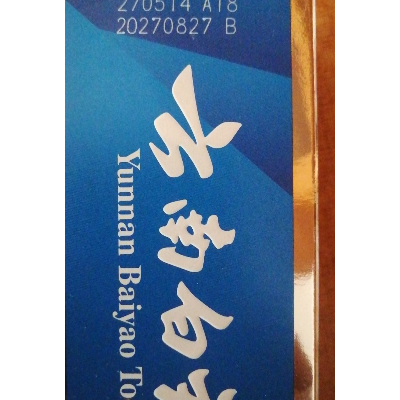 270514 A18
20270827 B
云南白
Yunnan Baiyao To